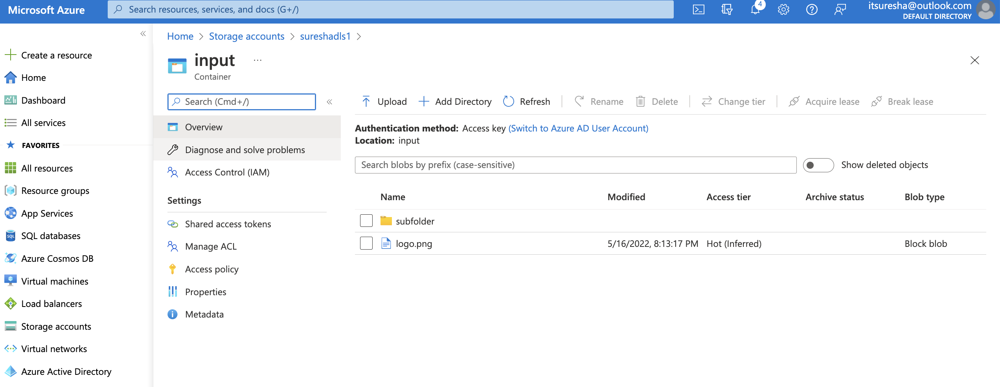 Microsoft Azure
Search resources, services, and docs (G+/)
4
itsuresha@outlook.com
DEFAULT DIRECTORY
«
Create a resource
Home
Dashboard
All services
FAVORITES
All resources
Resource groups
App Services
SQL databases
Azure Cosmos DB
Virtual machines
Load balancers
Storage accounts
Virtual networks
Azure Active Directory
Home > Storage accounts > sureshadls1 >
input ...
Container
Search (Cmd+/) «
Overview
Diagnose and solve problems
Access Control (IAM)
Settings
Shared access tokens
Manage ACL
Access policy
Properties
Metadata
Upload Add Directory Refresh Rename Delete Change tier Acquire lease Break lease
Authentication method: Access key (Switch to Azure AD User Account)
Location: input
Search blobs by prefix (case-sensitive) Show deleted objects
Name Modified Access tier Archive status Blob type
subfolder
logo.png 5/16/2022, 8:13:17 PM Hot (Inferred) Block blob